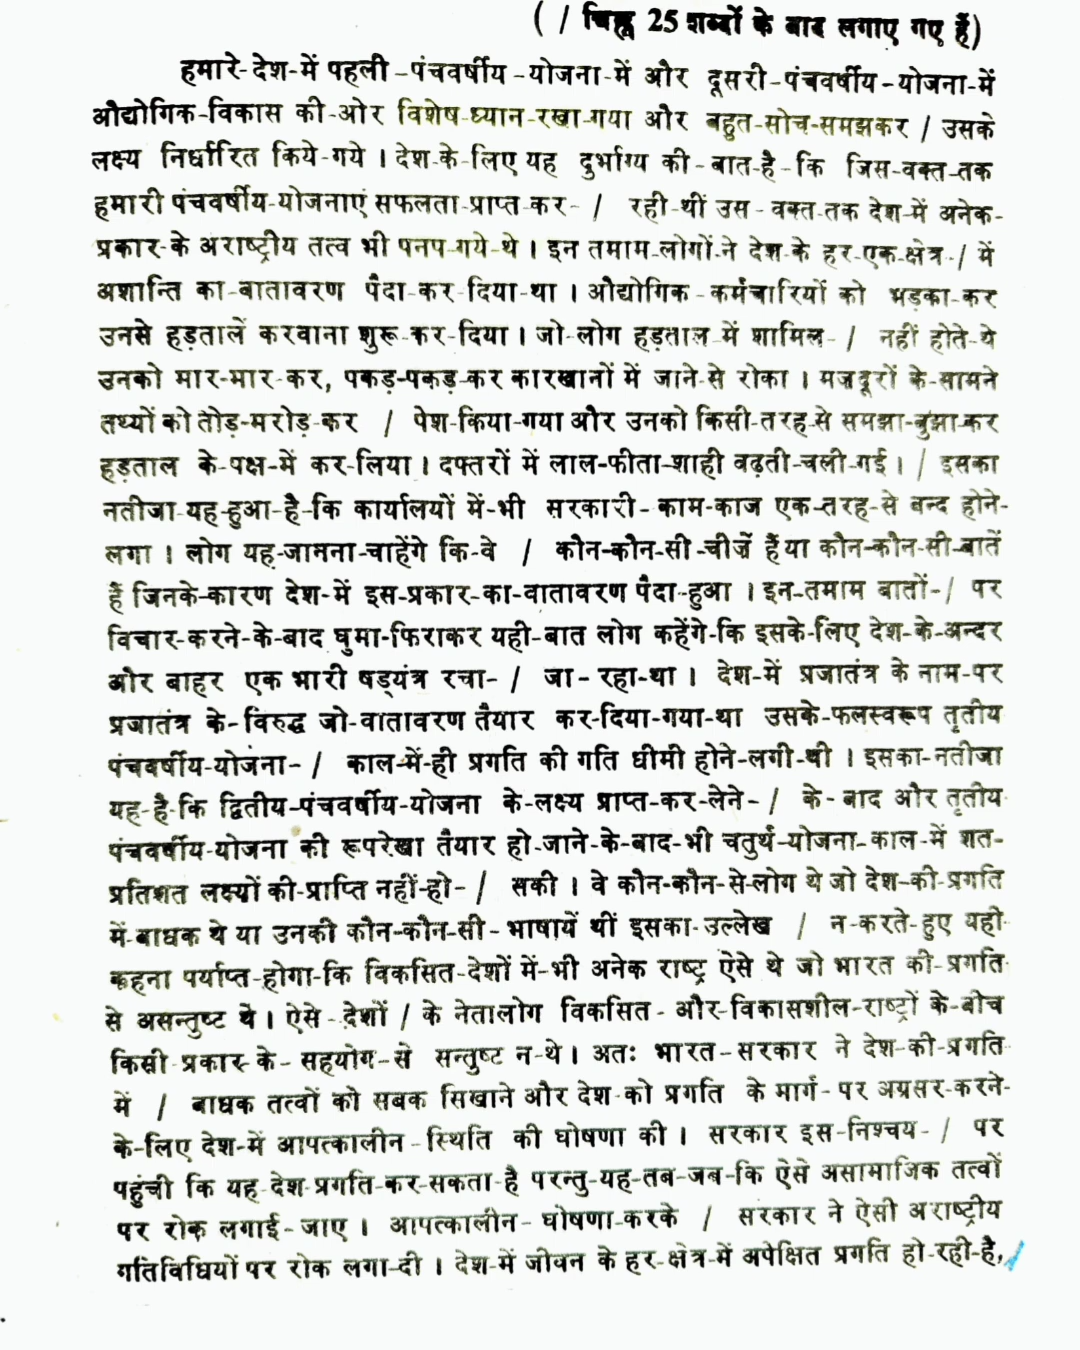 ( / चिह्न 25 शब्दों के बाद लगाए गए हैं)
हमारे-देश-में पहली-पंचवर्षीय-योजना-में और दूसरी-पंचवर्षीय-योजना-में
औद्योगिक-विकास की-ओर विशेष-ध्यान-रखा-गया और बहुत-सोच-समझकर / उसके
लक्ष्य निर्धारित किये-गये । देश-के-लिए यह दुर्भाग्य की-बात-है-कि जिस-वक्त-तक
हमारी पंचवर्षीय-योजनाएं सफलता-प्राप्त-कर- / रही-थीं उस-वक्त-तक देश-में अनेक-
प्रकार-के अराष्ट्रीय तत्व भी पनप-गये-थे । इन तमाम-लोगों-ने देश-के हर-एक-क्षेत्र-/ में
अशान्ति का-वातावरण पैदा-कर-दिया-था । औद्योगिक-कर्मचारियों को भड़का-कर
उनसे हड़तालें करवाना शुरू-कर-दिया । जो-लोग हड़ताल-में शामिल- / नहीं होते-थे
उनको मार-मार-कर, पकड़-पकड़-कर कारखानों में जाने-से रोका । मजदूरों के-सामने
तथ्यों को तोड़-मरोड़-कर / पेश-किया-गया और उनको किसी-तरह-से समझा-बुझा-कर
हड़ताल के-पक्ष-में कर-लिया । दफ्तरों में लाल-फीता-शाही बढ़ती-चली-गई । / इसका
नतीजा-यह-हुआ-है-कि कार्यालयों में-भी सरकारी-काम-काज एक-तरह-से बन्द होने-
लगा । लोग यह-जानना-चाहेंगे कि-वे / कौन-कौन-सी-चीजें हैं या कौन-कौन-सी-बातें
हैं जिनके-कारण देश-में इस-प्रकार-का-वातावरण पैदा-हुआ । इन-तमाम बातों-/ पर
विचार-करने-के-बाद घुमा-फिराकर यही-बात लोग कहेंगे-कि इसके-लिए देश-के-अन्दर
और बाहर एक भारी षड्यंत्र रचा- / जा-रहा-था । देश-में प्रजातंत्र के नाम-पर
प्रजातंत्र के-विरुद्ध जो-वातावरण तैयार कर-दिया-गया-था उसके-फलस्वरूप तृतीय
पंचवर्षीय-योजना- / काल-में-ही प्रगति की गति धीमी होने-लगी-थी । इसका-नतीजा
यह-है-कि द्वितीय-पंचवर्षीय-योजना के-लक्ष्य प्राप्त-कर-लेने- / के-बाद और तृतीय
पंचवर्षीय-योजना की रूपरेखा तैयार हो-जाने-के-बाद-भी चतुर्थ-योजना-काल-में शत-
प्रतिशत लक्ष्यों की-प्राप्ति नहीं-हो- / सकी । वे कौन-कौन-से-लोग थे जो देश-की-प्रगति
में-बाधक थे या उनकी कौन-कौन-सी-भाषायें थीं इसका-उल्लेख / न-करते-हुए यही
कहना पर्याप्त-होगा-कि विकसित-देशों में-भी अनेक राष्ट्र ऐसे थे जो भारत की-प्रगति
से असन्तुष्ट थे । ऐसे-देशों / के नेतालोग विकसित-और-विकासशील-राष्ट्रों के-बीच
किसी प्रकार के-सहयोग-से सन्तुष्ट न-थे । अतः भारत-सरकार ने देश-की-प्रगति
में / बाधक तत्वों को सबक सिखाने और देश-को प्रगति के मार्ग-पर अग्रसर-करने-
के-लिए देश-में आपत्कालीन-स्थिति की घोषणा की । सरकार इस-निश्चय- / पर
पहुंची कि यह-देश-प्रगति-कर-सकता-है परन्तु-यह-तब-जब-कि ऐसे असामाजिक तत्वों
पर रोक लगाई-जाए । आपत्कालीन-घोषणा-करके / सरकार ने ऐसी अराष्ट्रीय
गतिविधियों पर रोक लगा-दी । देश-में जीवन के हर-क्षेत्र-में अपेक्षित प्रगति हो-रही-है, /